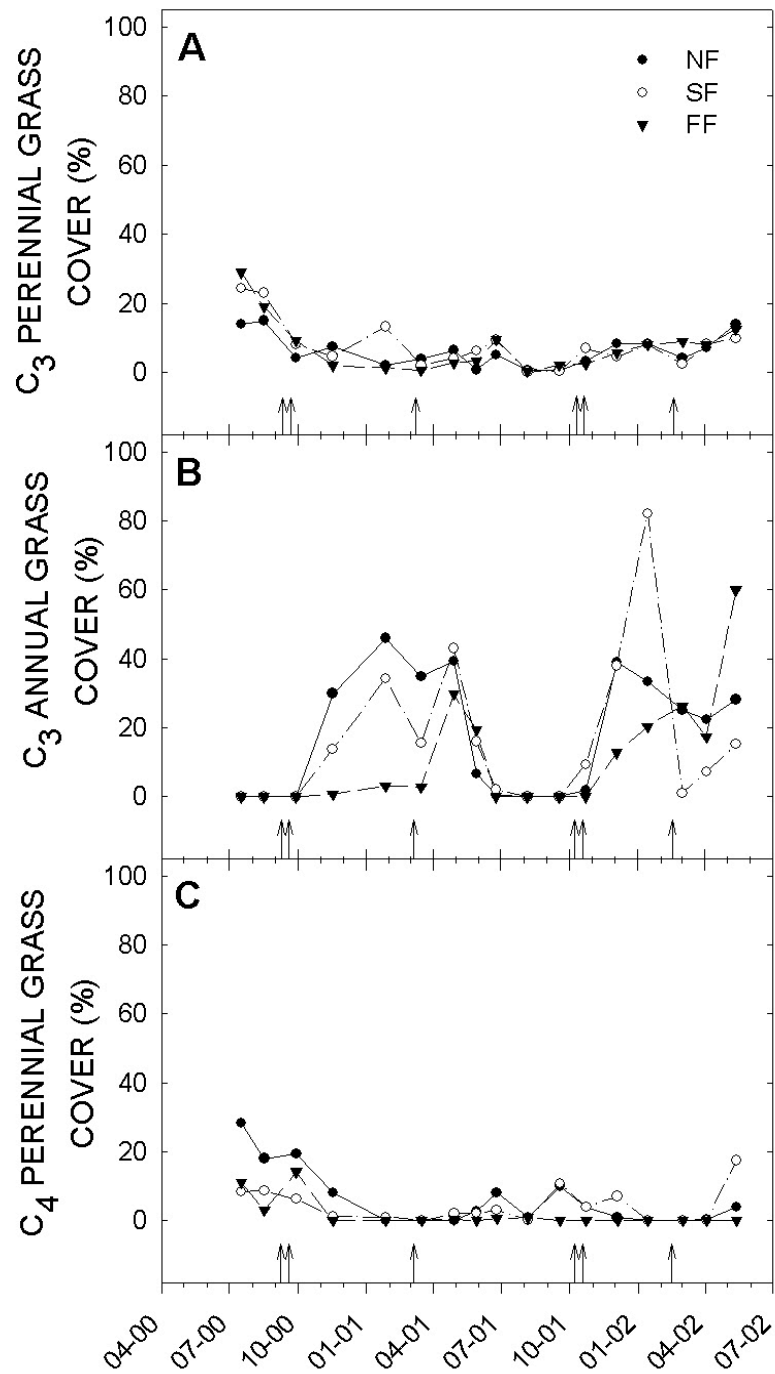 A
NF
SF
FF
C3 PERENNIAL GRASS
COVER (%)
100
80
60
40
20
0
B
C3 ANNUAL GRASS
COVER (%)
100
80
60
40
20
0
C
C4 PERENNIAL GRASS
COVER (%)
100
80
60
40
20
0
04-00 07-00 10-00 01-01 04-01 07-01 10-01 01-02 04-02 07-02